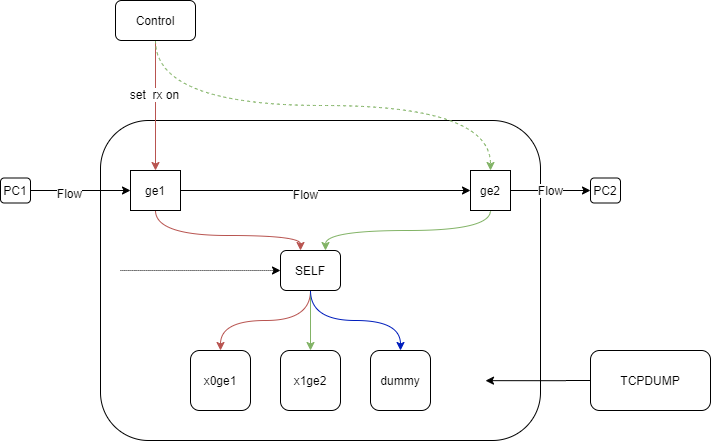 Control
set rx on
PC1
Flow
ge1
Flow
ge2
Flow
PC2
SELF
x0ge1
x1ge2
dummy
TCPDUMP